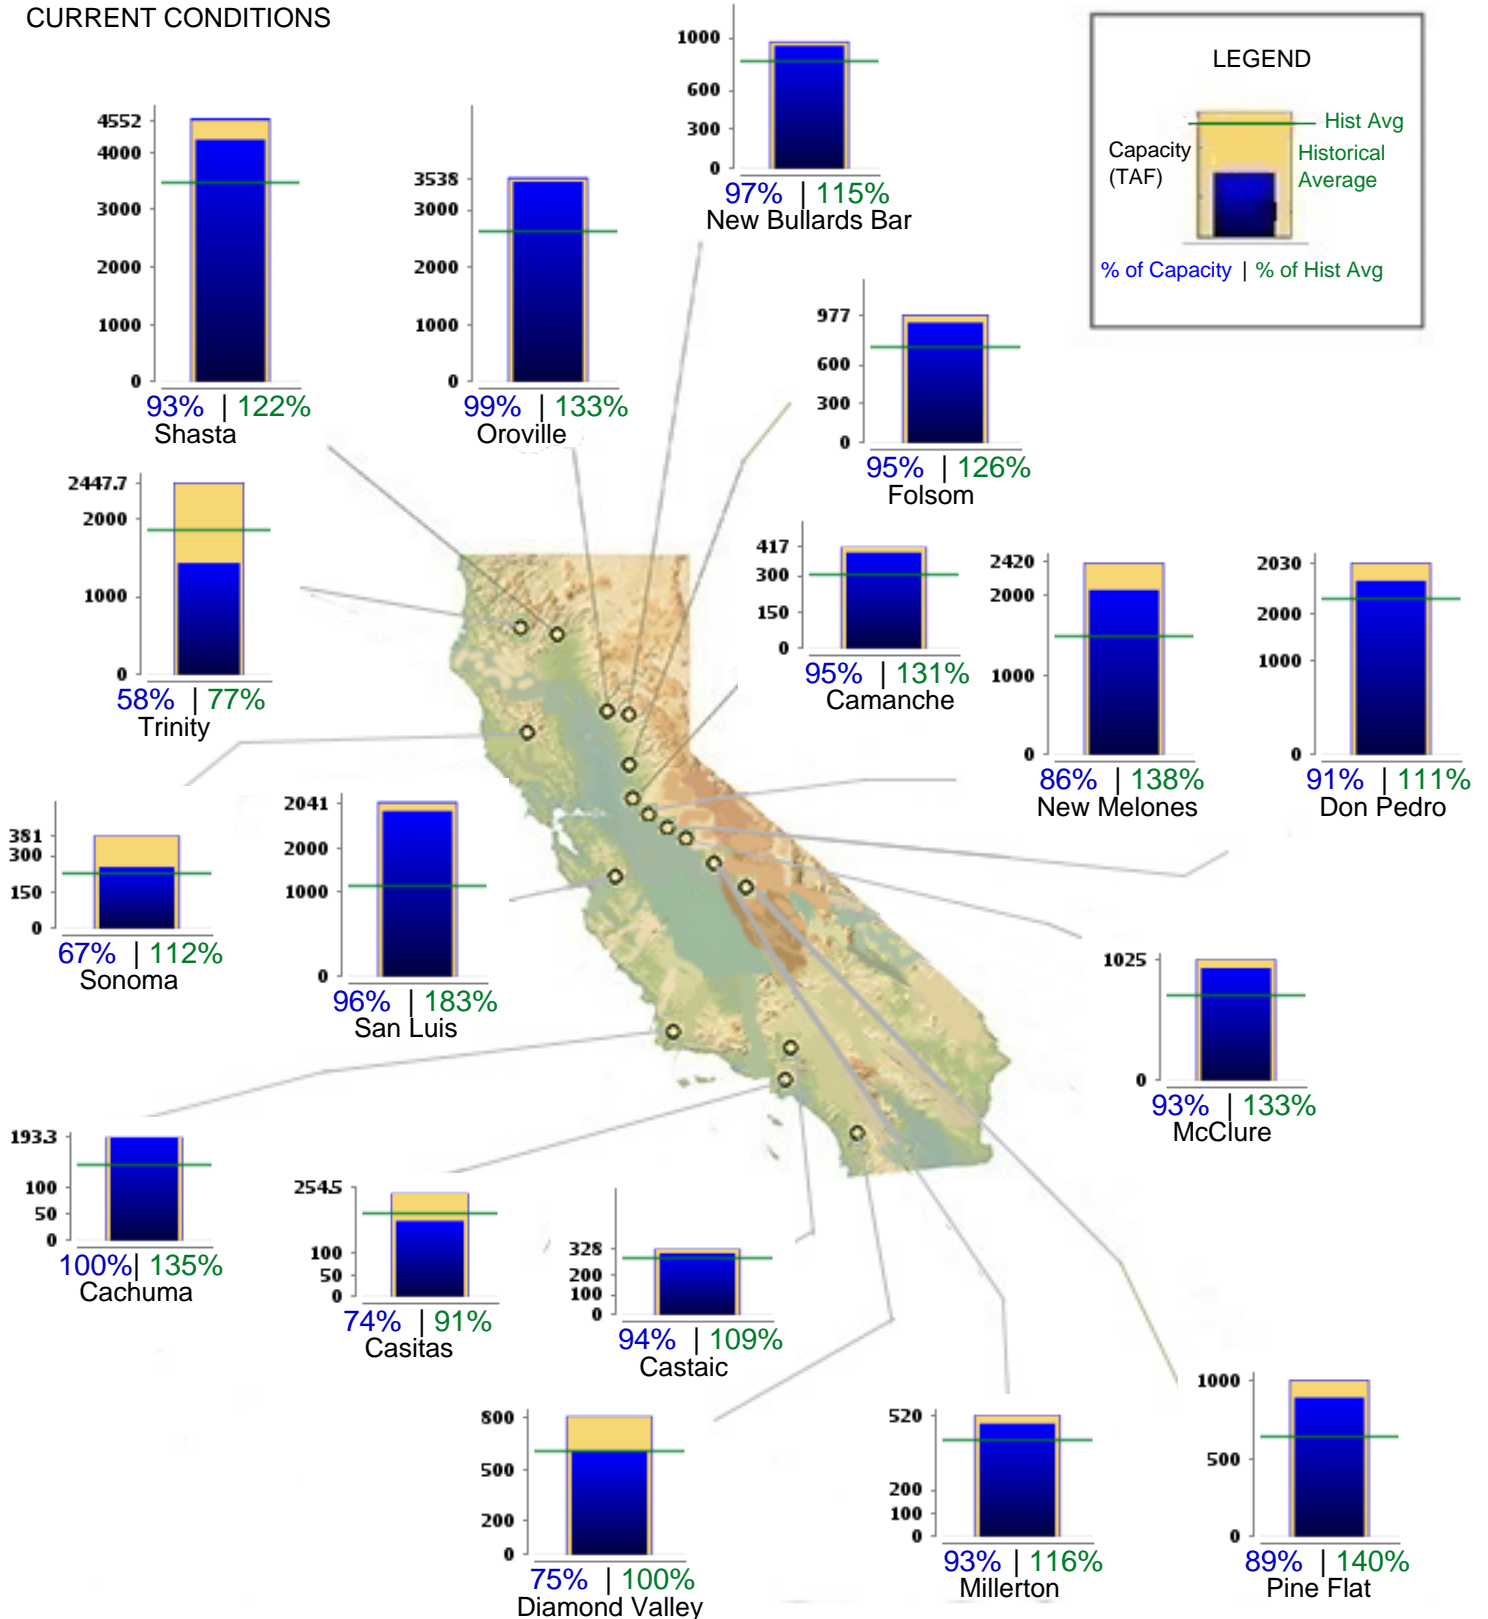 CURRENT CONDITIONS
1000
600
300
0
97% | 115%
New Bullards Bar
LEGEND
Hist Avg
Capacity
(TAF)
Historical
Average
% of Capacity | % of Hist Avg
4552
4000
3000
2000
1000
0
93% | 122%
Shasta
3538
3000
2000
1000
0
99% | 133%
Oroville
977
600
300
0
95% | 126%
Folsom
2447.7
2000
1000
0
58% | 77%
Trinity
417
300
150
0
95% | 131%
Camanche
2420
2000
1000
0
86% | 138%
New Melones
2030
2000
1000
0
91% | 111%
Don Pedro
381
300
150
0
67% | 112%
Sonoma
2041
2000
1000
0
96% | 183%
San Luis
1025
0
93% | 133%
McClure
193.3
100
50
0
100% | 135%
Cachuma
254.5
100
50
0
74% | 91%
Casitas
328
200
100
0
94% | 109%
Castaic
800
500
200
0
75% | 100%
Diamond Valley
520
200
100
0
93% | 116%
Millerton
1000
500
0
89% | 140%
Pine Flat